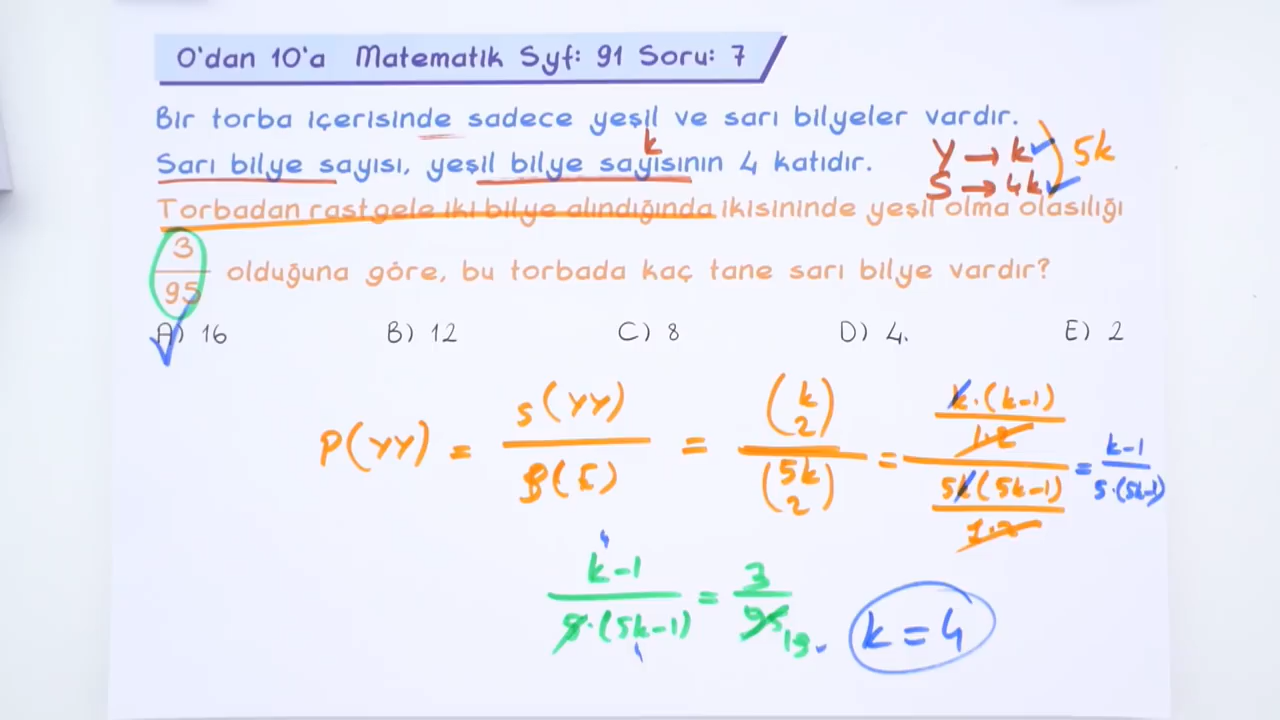 0'dan 10'a Matematik Syf: 91 Soru: 7
Bir torba içerisinde sadece yeşil ve sarı bilyeler vardır.
k
Sarı bilye sayısı, yeşil bilye sayısının 4 katıdır.
Y → k
S → 4k
5k
Torbadan rastgele iki bilye alındığında ikisininde yeşil olma olasılığı
3/95 olduğuna göre, bu torbada kaç tane sarı bilye vardır?
A) 16 B) 12 C) 8 D) 4. E) 2
P(YY) = s(YY)/s(E) = (k 2)/(5k 2) = (k.(k-1)/1.2)/(5k(5k-1)/1.2) = k-1/5.(5k-1)
4
k-1/5.(5k-1) = 3/95 19
k = 4